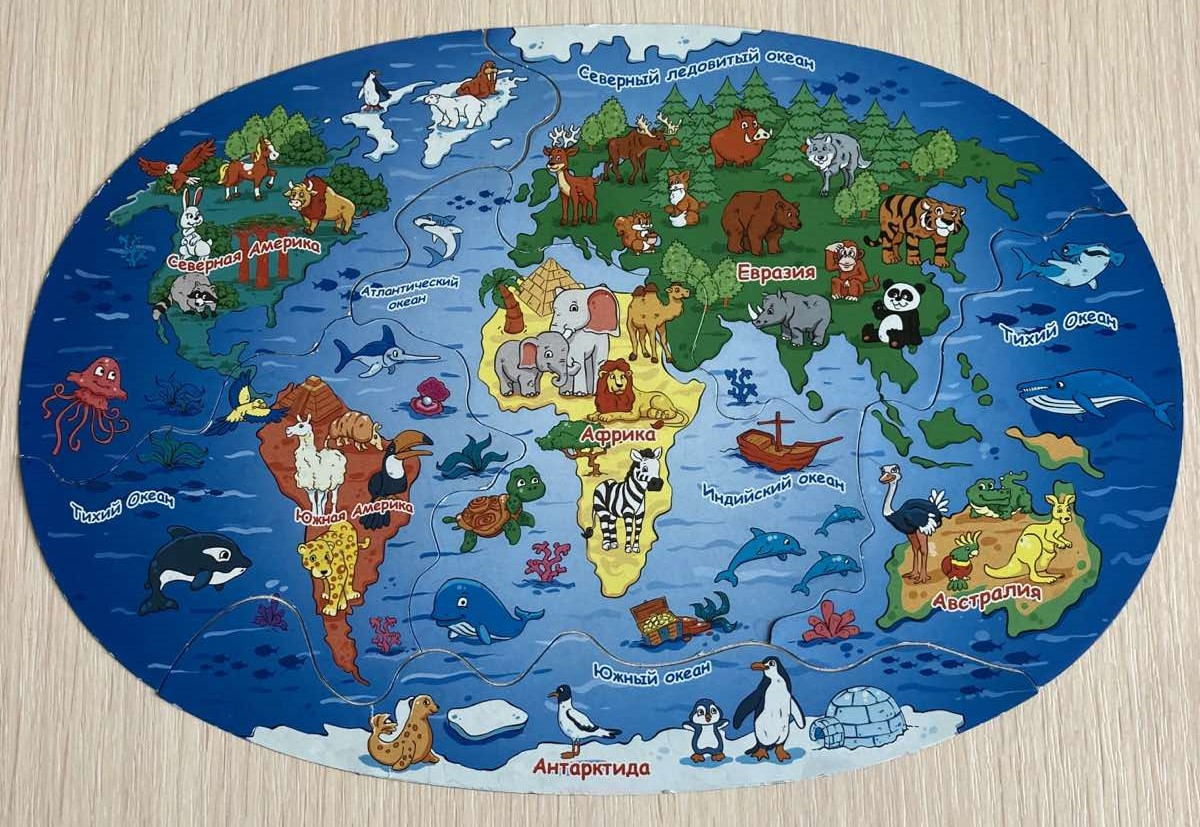 Северный ледовитый океан
Северная Америка
Атлантический
океан
Евразия
Тихий Океан
Африка
Тихий Океан
Южная Америка
Индийский океан
Австралия
Южный океан
Антарктида